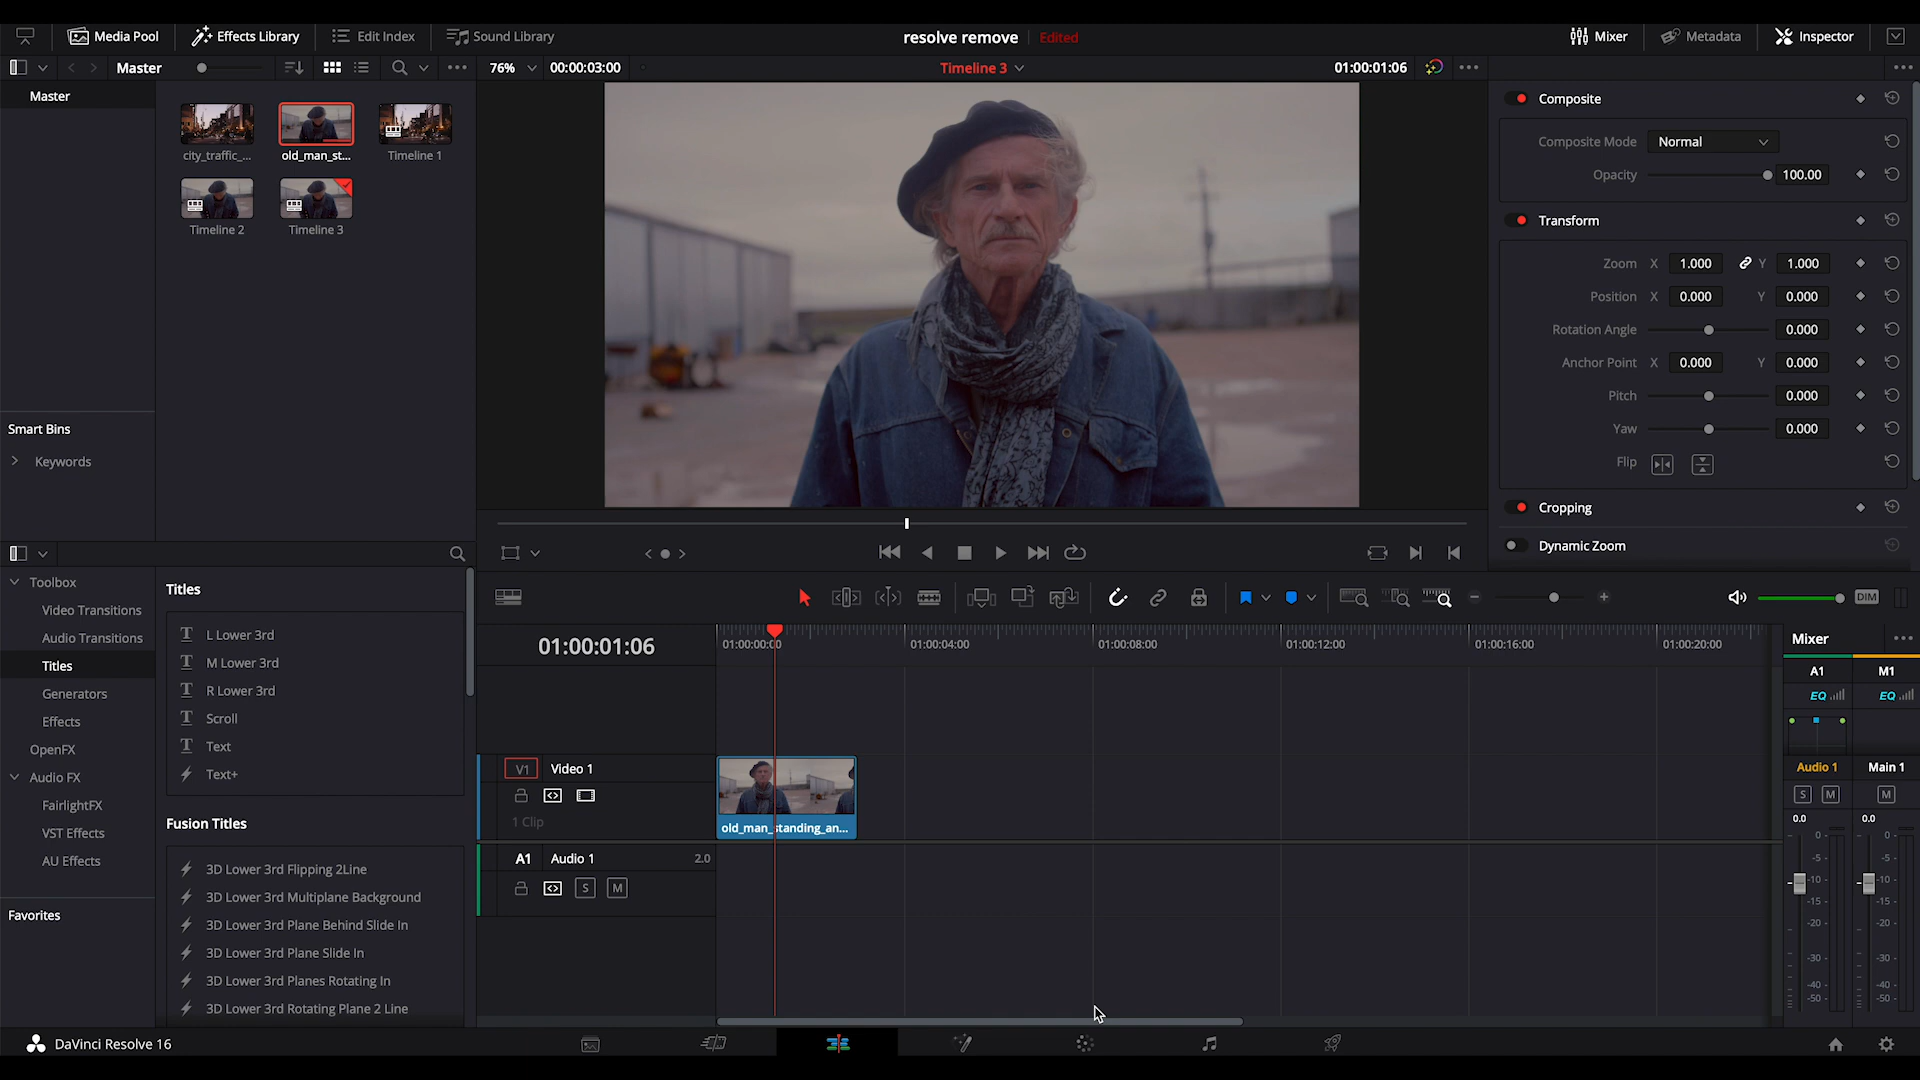 Media Pool
Effects Library
Edit Index
Sound Library
resolve remove
Edited
Mixer
Metadata
Inspector
Master
76%
00:00:03:00
Timeline 3
01:00:01:06
Master
city_traffic_...
old_man_st...
Timeline 1
Timeline 2
Timeline 3
Smart Bins
Keywords
Composite
Composite Mode
Normal
Opacity
100.00
Transform
Zoom X 1.000 Y 1.000
Position X 0.000 Y 0.000
Rotation Angle 0.000
Anchor Point X 0.000 Y 0.000
Pitch 0.000
Yaw 0.000
Flip
Cropping
Dynamic Zoom
Toolbox
Video Transitions
Audio Transitions
Titles
Generators
Effects
OpenFX
Audio FX
FairlightFX
VST Effects
AU Effects
Favorites
Titles
L Lower 3rd
M Lower 3rd
R Lower 3rd
Scroll
Text
Text+
Fusion Titles
3D Lower 3rd Flipping 2Line
3D Lower 3rd Multiplane Background
3D Lower 3rd Plane Behind Slide In
3D Lower 3rd Plane Slide In
3D Lower 3rd Planes Rotating In
3D Lower 3rd Rotating Plane 2 Line
DIM
01:00:01:06
01:00:00:00
01:00:04:00
01:00:08:00
01:00:12:00
01:00:16:00
01:00:20:00
V1 Video 1
1 Clip
old_man_standing_an...
A1 Audio 1 2.0
S M
Mixer
A1 M1
EQ EQ
Audio 1 Main 1
S M M
0.0 0.0
0- 0-
-5- -5-
-10- -10-
-15- -15-
-20- -20-
-30- -30-
-40- -40-
-50- -50-
DaVinci Resolve 16